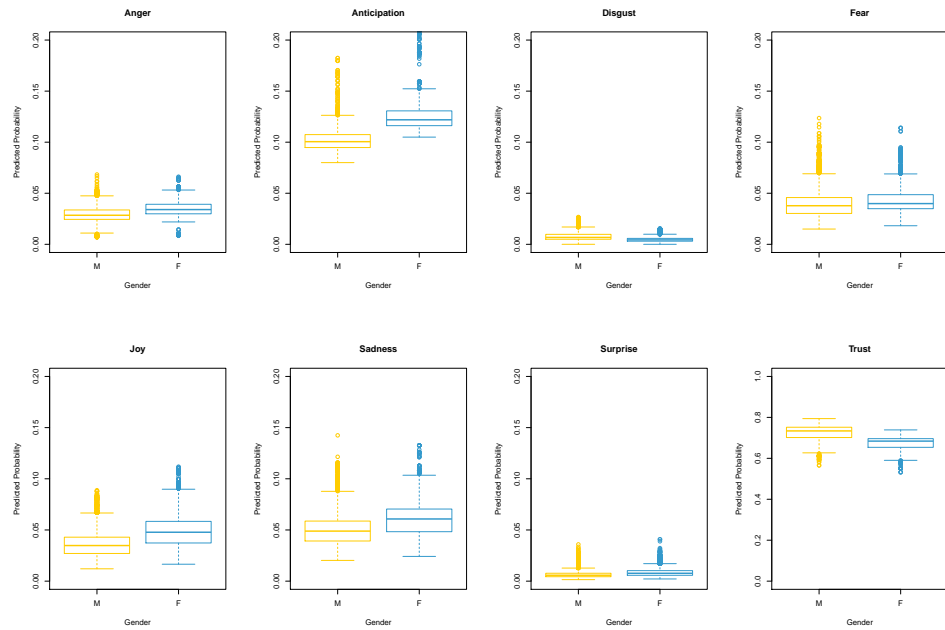 Anger
Predicted Probability
0.00 0.05 0.10 0.15 0.20
M F
Gender
Anticipation
Predicted Probability
0.00 0.05 0.10 0.15 0.20
M F
Gender
Disgust
Predicted Probability
0.00 0.05 0.10 0.15 0.20
M F
Gender
Fear
Predicted Probability
0.00 0.05 0.10 0.15 0.20
M F
Gender
Joy
Predicted Probability
0.00 0.05 0.10 0.15 0.20
M F
Gender
Sadness
Predicted Probability
0.00 0.05 0.10 0.15 0.20
M F
Gender
Surprise
Predicted Probability
0.00 0.05 0.10 0.15 0.20
M F
Gender
Trust
Predicted Probability
0.0 0.2 0.4 0.6 0.8 1.0
M F
Gender